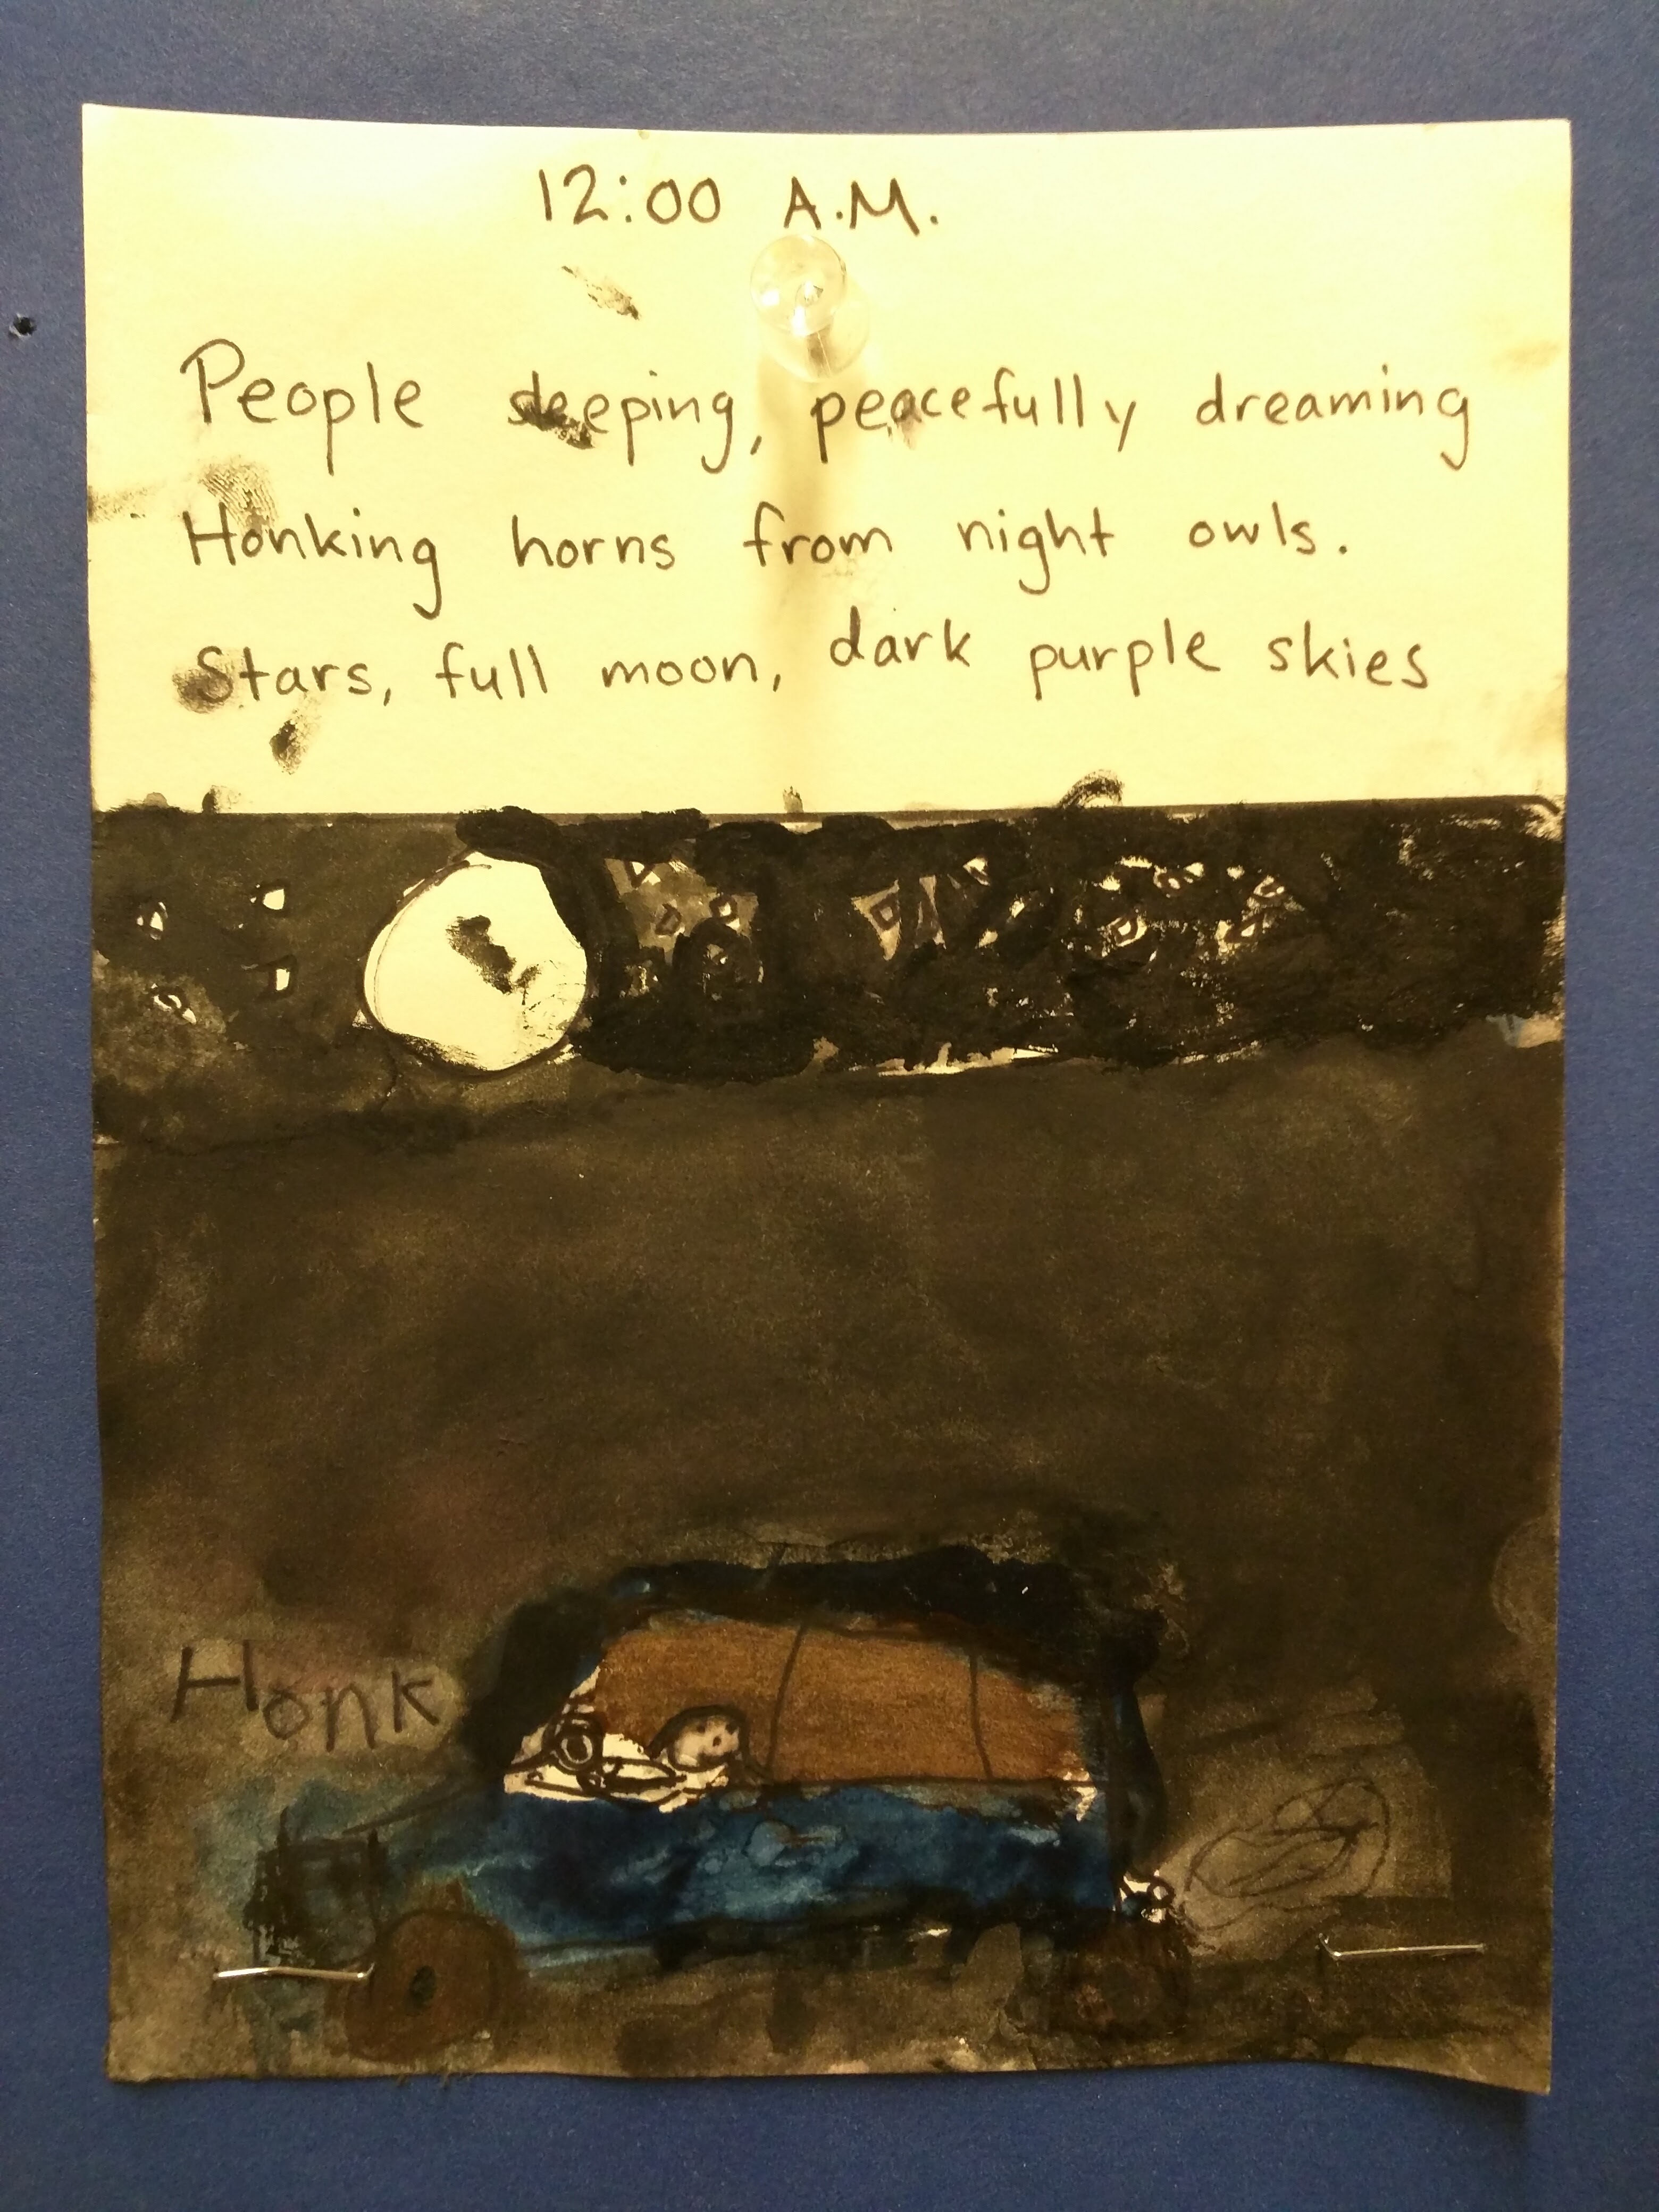 12:00 A.M.
People sleeping, peacefully dreaming
Honking horns from night owls.
Stars, full moon, dark purple skies
Honk